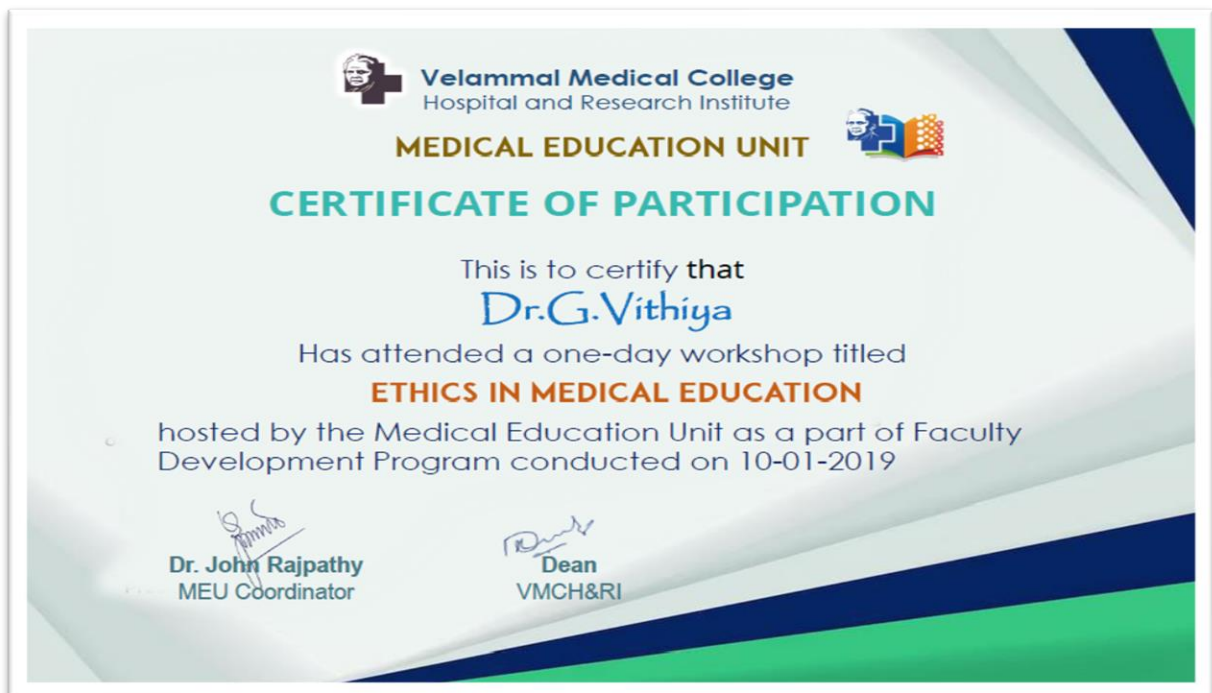 Velammal Medical College
Hospital and Research Institute
MEDICAL EDUCATION UNIT
CERTIFICATE OF PARTICIPATION
This is to certify that
Dr.G.Vithiya
Has attended a one-day workshop titled
ETHICS IN MEDICAL EDUCATION
hosted by the Medical Education Unit as a part of Faculty
Development Program conducted on 10-01-2019
Dr. John Rajpathy
MEU Coordinator
Dean
VMCH&RI